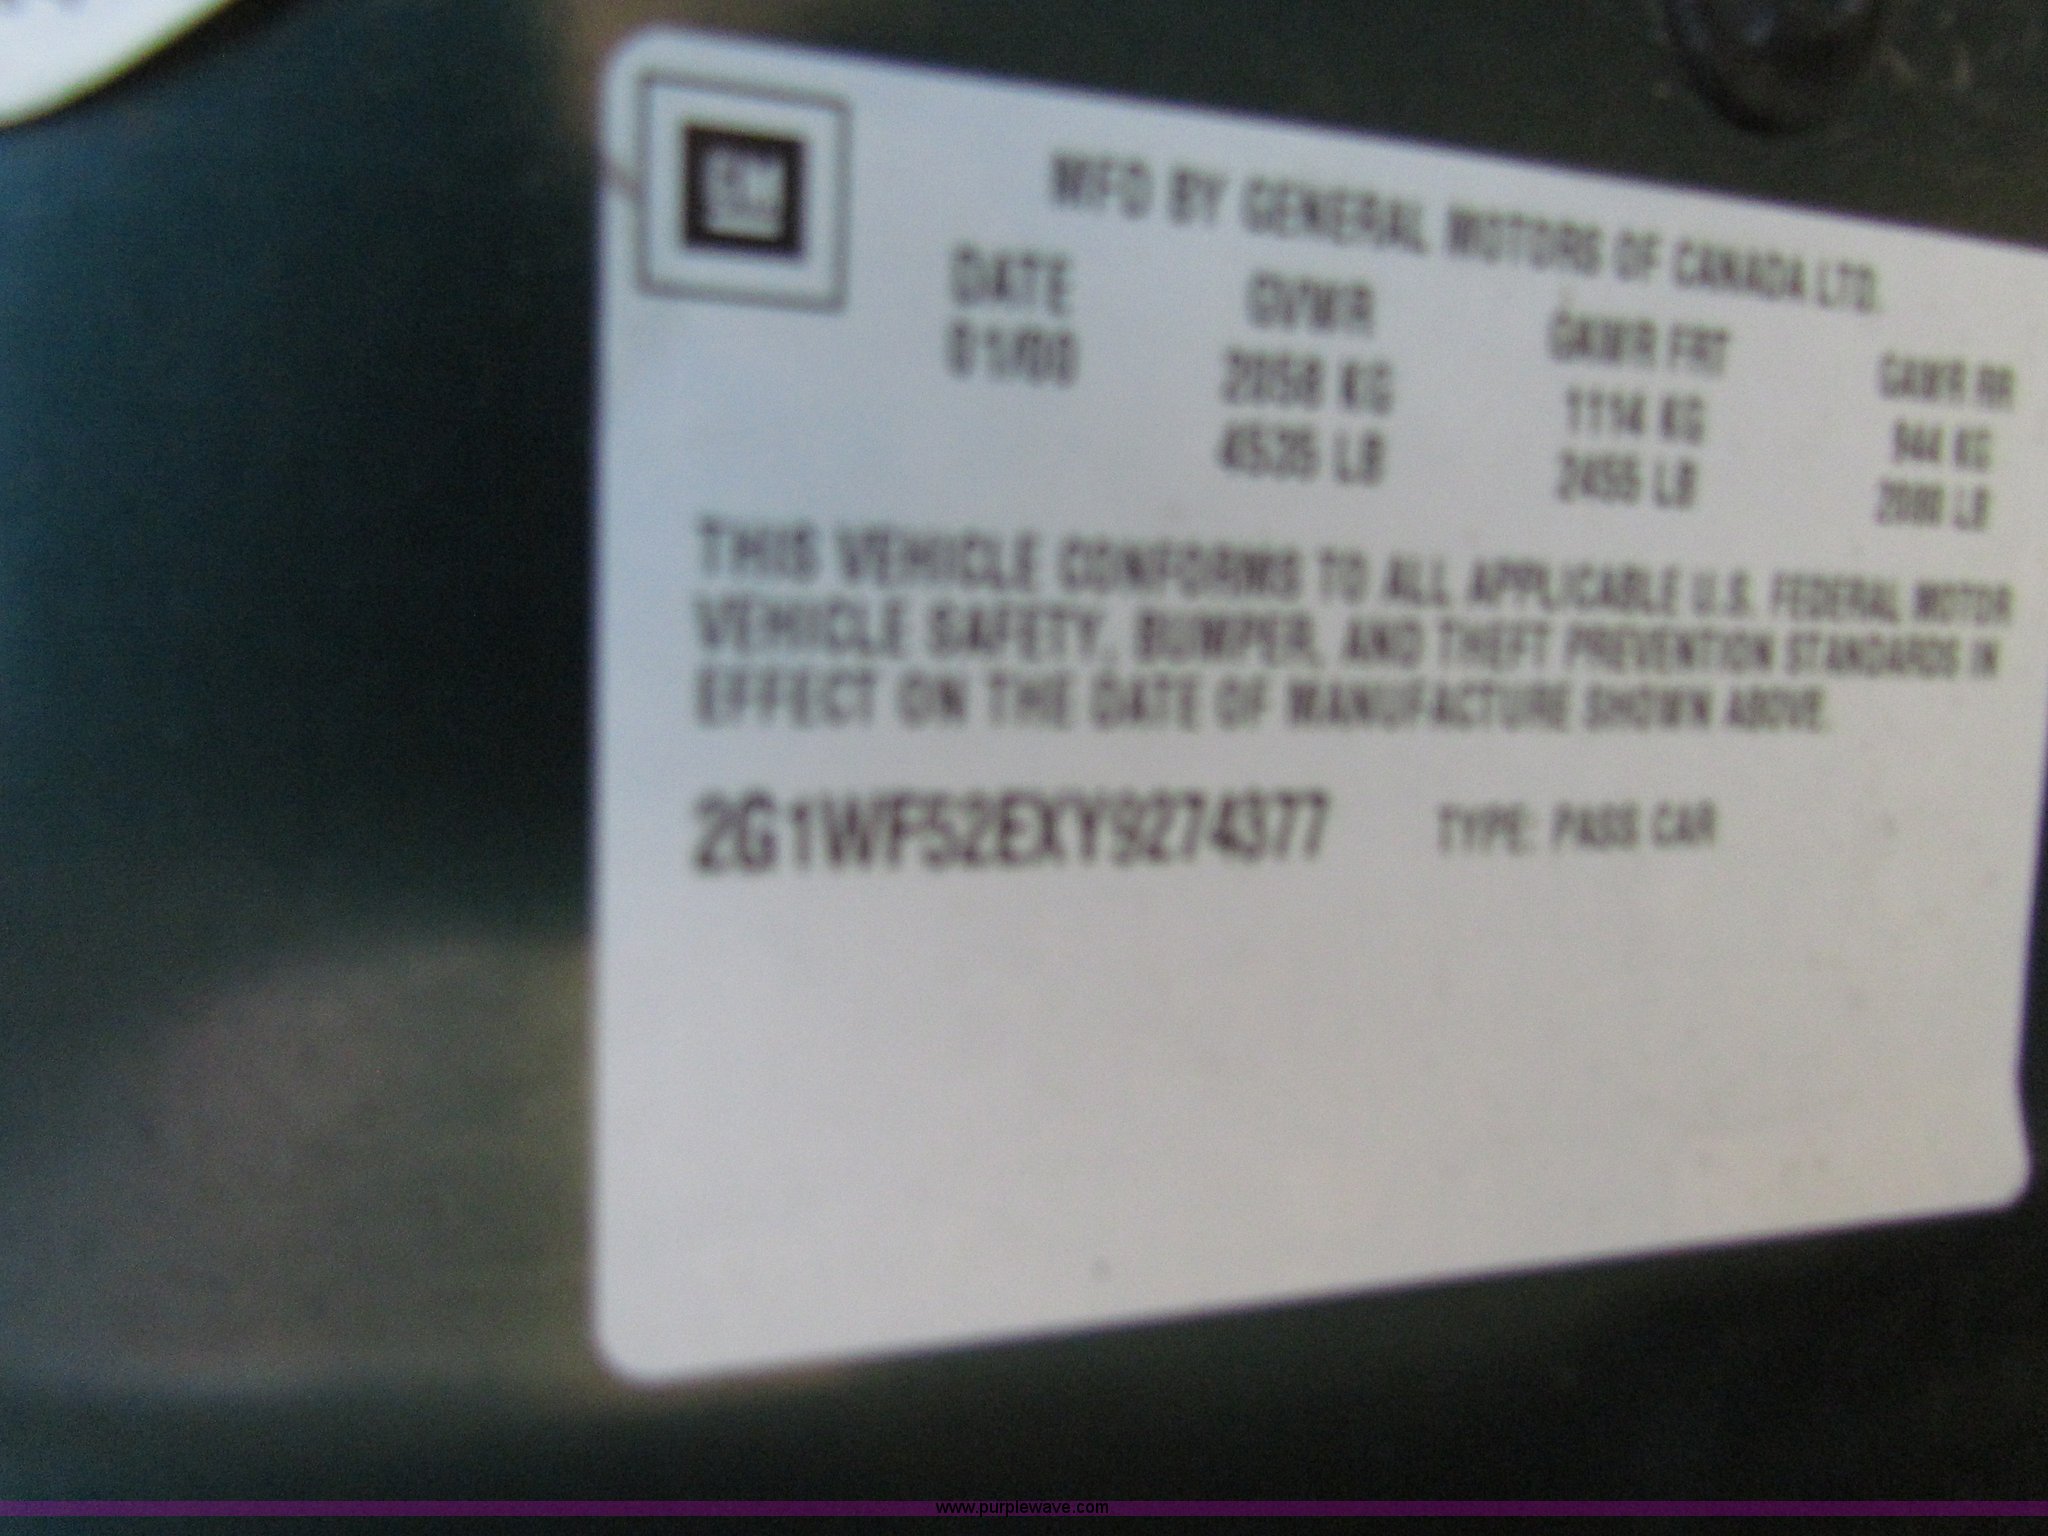 GM
MFD BY GENERAL MOTORS OF CANADA LTD.
DATE GVWR GAWR FRT GAWR RR
01/00 2058 KG 1114 KG 944 KG
4535 LB 2455 LB 2080 LB
THIS VEHICLE CONFORMS TO ALL APPLICABLE U.S. FEDERAL MOTOR
VEHICLE SAFETY, BUMPER, AND THEFT PREVENTION STANDARDS IN
EFFECT ON THE DATE OF MANUFACTURE SHOWN ABOVE.
2G1WF52EXY9274377 TYPE: PASS CAR
www.purplewave.com